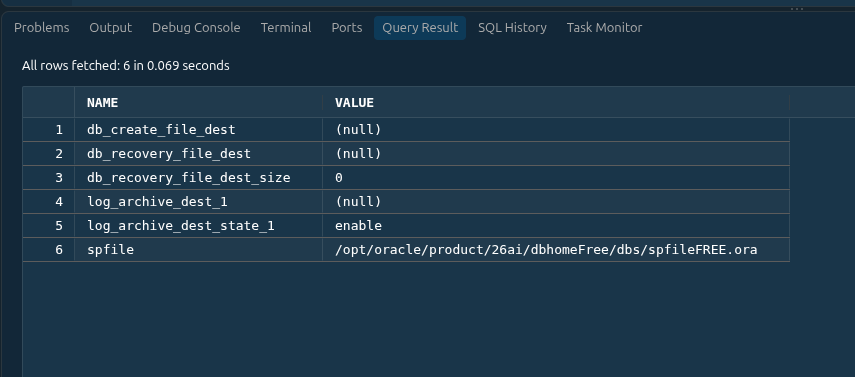 Problems Output Debug Console Terminal Ports Query Result SQL History Task Monitor
All rows fetched: 6 in 0.069 seconds
NAME VALUE
1 db_create_file_dest (null)
2 db_recovery_file_dest (null)
3 db_recovery_file_dest_size 0
4 log_archive_dest_1 (null)
5 log_archive_dest_state_1 enable
6 spfile /opt/oracle/product/26ai/dbhomeFree/dbs/spfileFREE.ora